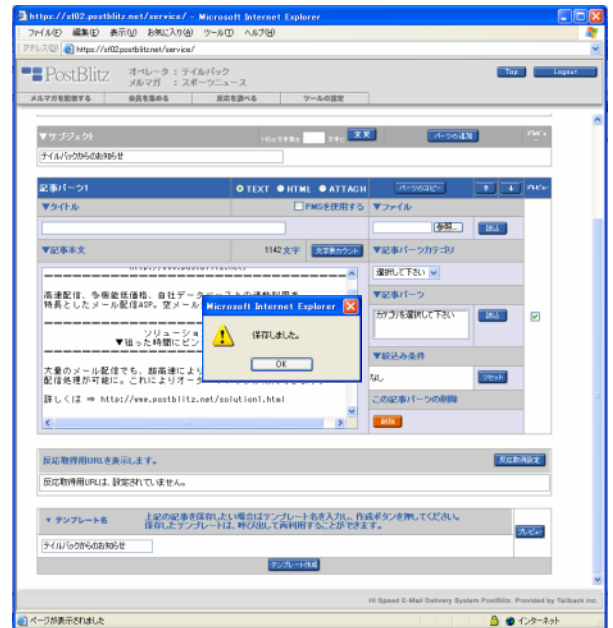 https://sf02.postblitz.net/service/ - Microsoft Internet Explorer
ファイル(F) 編集(E) 表示(V) お気に入り(A) ツール(T) ヘルプ(H)
アドレス(D) https://sf02.postblitz.net/service/
PostBlitz
オペレータ : テイルバック
メルマガ : スポーツニュース
Top Logout
メルマガを配信する 会員を集める 反応を調べる ツールの設定
▼サブジェクト
変更 パーツの追加
テイルバックからのお知らせ
記事パーツ1 TEXT HTML ATTACH パーツのコピー ↑ ↓
▼タイトル PMSを使用する ▼ファイル
参照... 読込
▼記事本文 1142文字 文字数カウント ▼記事パーツカテゴリ
http://www.postblitz.net/
選択して下さい
高速配信、多機能低価格、自社データベースとの連動利用を
特長としたメール配信ASP。空メール
▼記事パーツ
カテゴリを選択して下さい 読込
Microsoft Internet Explorer
保存しました。
OK
ソリューショ
▼狙った時間にピン
▼絞込み条件
大量のメール配信でも、超高速によ
なし リセット
配信処理が可能に。これによりオー
この記事パーツの削除
詳しくは ⇒ http://www.postblitz.net/solution1.html
削除
反応取得用URLを表示します。 反応取得設定
反応取得用URLは、設定されていません。
▼ テンプレート名
上記の記事を保存したい場合はテンプレート名を入力し、作成ボタンを押してください。
保存したテンプレートは、呼び出して再利用することができます。
プレビュー
テイルバックからのお知らせ
テンプレート作成
Hi Speed E-Mail Delivery System PostBlitz. Provided by Tailback inc.
ページが表示されました インターネット